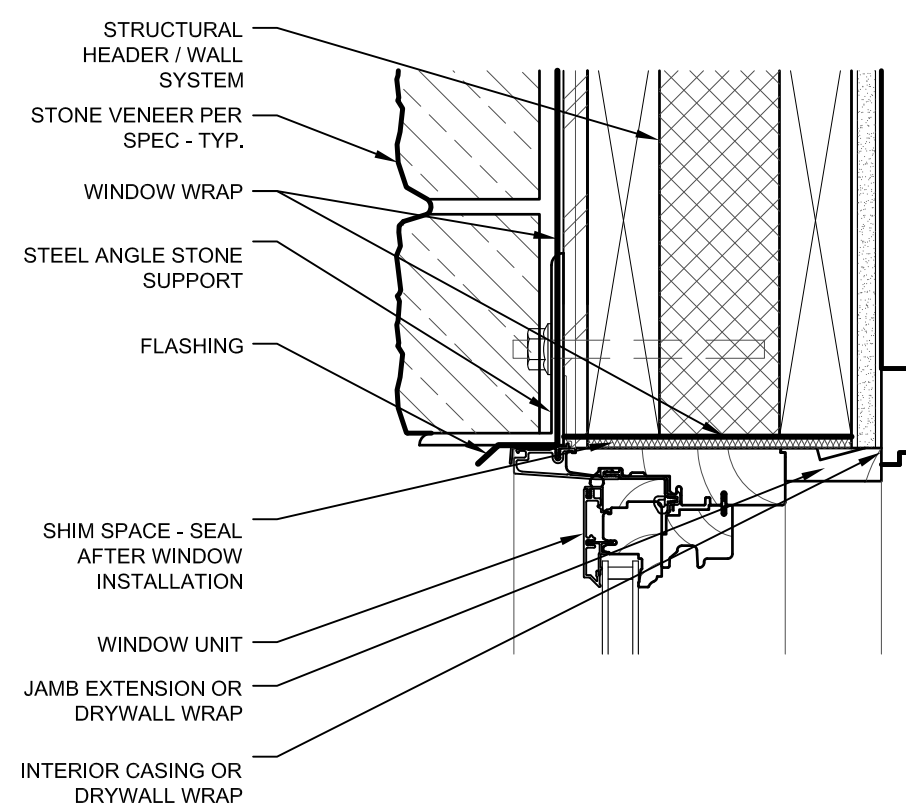 STRUCTURAL
HEADER / WALL
SYSTEM
STONE VENEER PER
SPEC - TYP.
WINDOW WRAP
STEEL ANGLE STONE
SUPPORT
FLASHING
SHIM SPACE - SEAL
AFTER WINDOW
INSTALLATION
WINDOW UNIT
JAMB EXTENSION OR
DRYWALL WRAP
INTERIOR CASING OR
DRYWALL WRAP